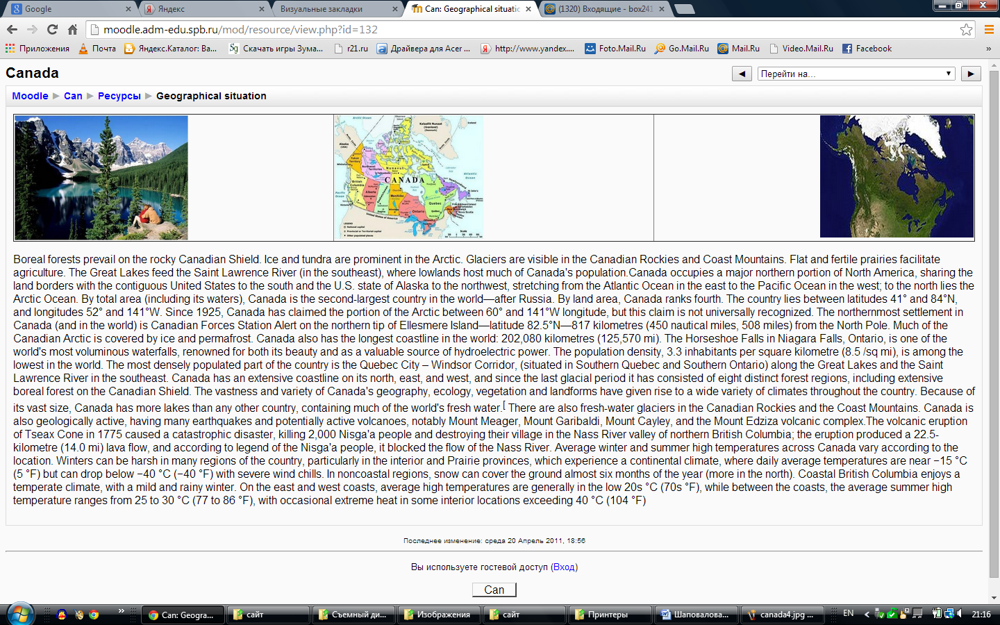 Google
Яндекс
Визуальные закладки
Can: Geographical situatio
(1320) Входящие - box241
moodle.adm-edu.spb.ru/mod/resource/view.php?id=132
Приложения
Почта
Яндекс.Каталог: Ba...
Скачать игры Зума...
r21.ru
Драйвера для Acer ...
http://www.yandex....
Foto.Mail.Ru
Go.Mail.Ru
Mail.Ru
Video.Mail.Ru
Facebook
»
Canada
Перейти на...
Moodle ► Can ► Ресурсы ► Geographical situation
CANADA
Nunavut
British
Columbia
Alberta
Manitoba
Ontario
Quebec
Boreal forests prevail on the rocky Canadian Shield. Ice and tundra are prominent in the Arctic. Glaciers are visible in the Canadian Rockies and Coast Mountains. Flat and fertile prairies facilitate
agriculture. The Great Lakes feed the Saint Lawrence River (in the southeast), where lowlands host much of Canada's population.Canada occupies a major northern portion of North America, sharing the
land borders with the contiguous United States to the south and the U.S. state of Alaska to the northwest, stretching from the Atlantic Ocean in the east to the Pacific Ocean in the west; to the north lies the
Arctic Ocean. By total area (including its waters), Canada is the second-largest country in the world—after Russia. By land area, Canada ranks fourth. The country lies between latitudes 41° and 84°N,
and longitudes 52° and 141°W. Since 1925, Canada has claimed the portion of the Arctic between 60° and 141°W longitude, but this claim is not universally recognized. The northernmost settlement in
Canada (and in the world) is Canadian Forces Station Alert on the northern tip of Ellesmere Island—latitude 82.5°N—817 kilometres (450 nautical miles, 508 miles) from the North Pole. Much of the
Canadian Arctic is covered by ice and permafrost. Canada also has the longest coastline in the world: 202,080 kilometres (125,570 mi). The Horseshoe Falls in Niagara Falls, Ontario, is one of the
world's most voluminous waterfalls, renowned for both its beauty and as a valuable source of hydroelectric power. The population density, 3.3 inhabitants per square kilometre (8.5 /sq mi), is among the
lowest in the world. The most densely populated part of the country is the Quebec City – Windsor Corridor, (situated in Southern Quebec and Southern Ontario) along the Great Lakes and the Saint
Lawrence River in the southeast. Canada has an extensive coastline on its north, east, and west, and since the last glacial period it has consisted of eight distinct forest regions, including extensive
boreal forest on the Canadian Shield. The vastness and variety of Canada's geography, ecology, vegetation and landforms have given rise to a wide variety of climates throughout the country. Because of
its vast size, Canada has more lakes than any other country, containing much of the world's fresh water.[ There are also fresh-water glaciers in the Canadian Rockies and the Coast Mountains. Canada is
also geologically active, having many earthquakes and potentially active volcanoes, notably Mount Meager, Mount Garibaldi, Mount Cayley, and the Mount Edziza volcanic complex.The volcanic eruption
of Tseax Cone in 1775 caused a catastrophic disaster, killing 2,000 Nisga'a people and destroying their village in the Nass River valley of northern British Columbia; the eruption produced a 22.5-
kilometre (14.0 mi) lava flow, and according to legend of the Nisga'a people, it blocked the flow of the Nass River. Average winter and summer high temperatures across Canada vary according to the
location. Winters can be harsh in many regions of the country, particularly in the interior and Prairie provinces, which experience a continental climate, where daily average temperatures are near −15 °C
(5 °F) but can drop below −40 °C (−40 °F) with severe wind chills. In noncoastal regions, snow can cover the ground almost six months of the year (more in the north). Coastal British Columbia enjoys a
temperate climate, with a mild and rainy winter. On the east and west coasts, average high temperatures are generally in the low 20s °C (70s °F), while between the coasts, the average summer high
temperature ranges from 25 to 30 °C (77 to 86 °F), with occasional extreme heat in some interior locations exceeding 40 °C (104 °F)
Последнее изменение: среда 20 Апрель 2011, 18:56
Вы используете гостевой доступ (Вход)
Can
»
Can: Geogra...
сайт
Съемный ди...
Изображения
сайт
Принтеры
Шаповалова...
canada4.jpg ...
EN
21:16